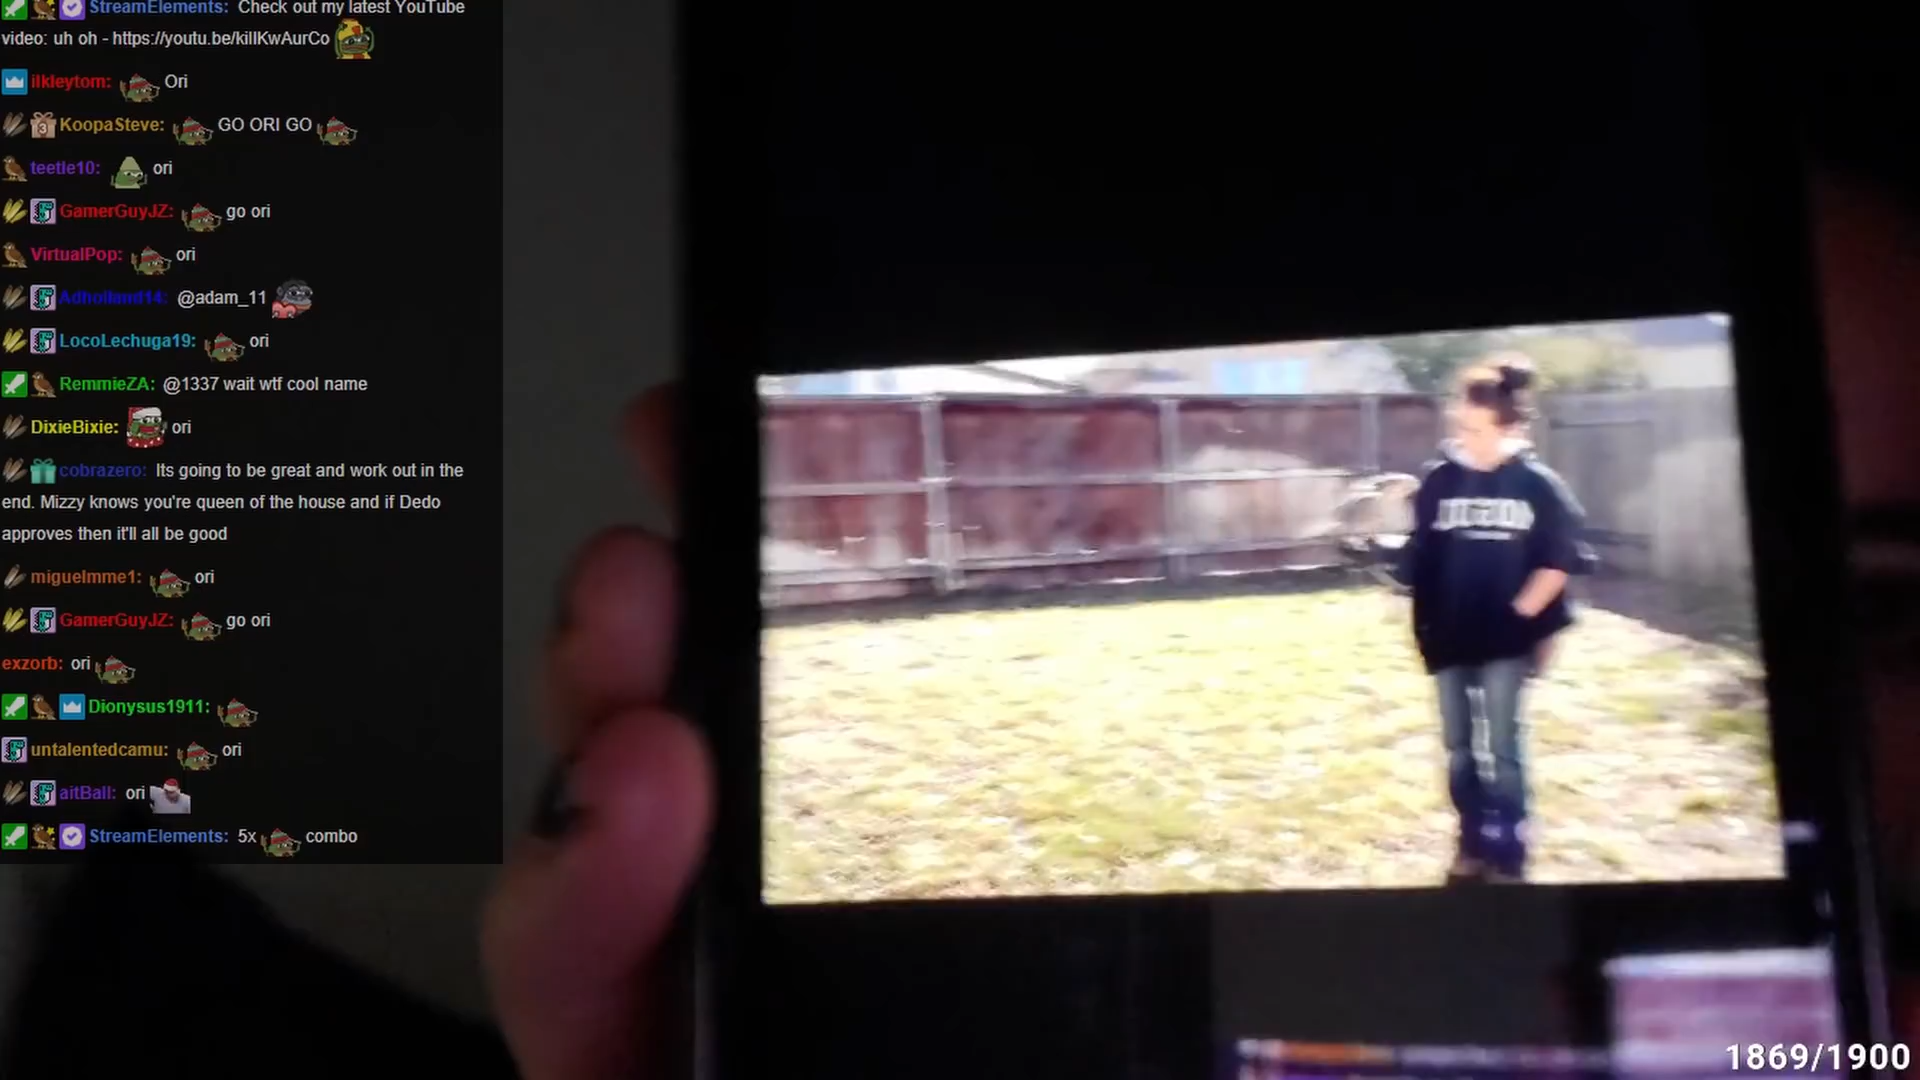 StreamElements: Check out my latest YouTube
video: uh oh - https://youtu.be/killKwAurCo
ilkleytom: Ori
KoopaSteve: GO ORI GO
teetle10: ori
GamerGuyJZ: go ori
VirtualPop: ori
Adholland14: @adam_11
LocoLechuga19: ori
RemmieZA: @1337 wait wtf cool name
DixieBixie: ori
cobrazero: Its going to be great and work out in the
end. Mizzy knows you're queen of the house and if Dedo
approves then it'll all be good
miguelmme1: ori
GamerGuyJZ: go ori
exzorb: ori
Dionysus1911:
untalentedcamu: ori
aitBall: ori
StreamElements: 5x combo
1869/1900